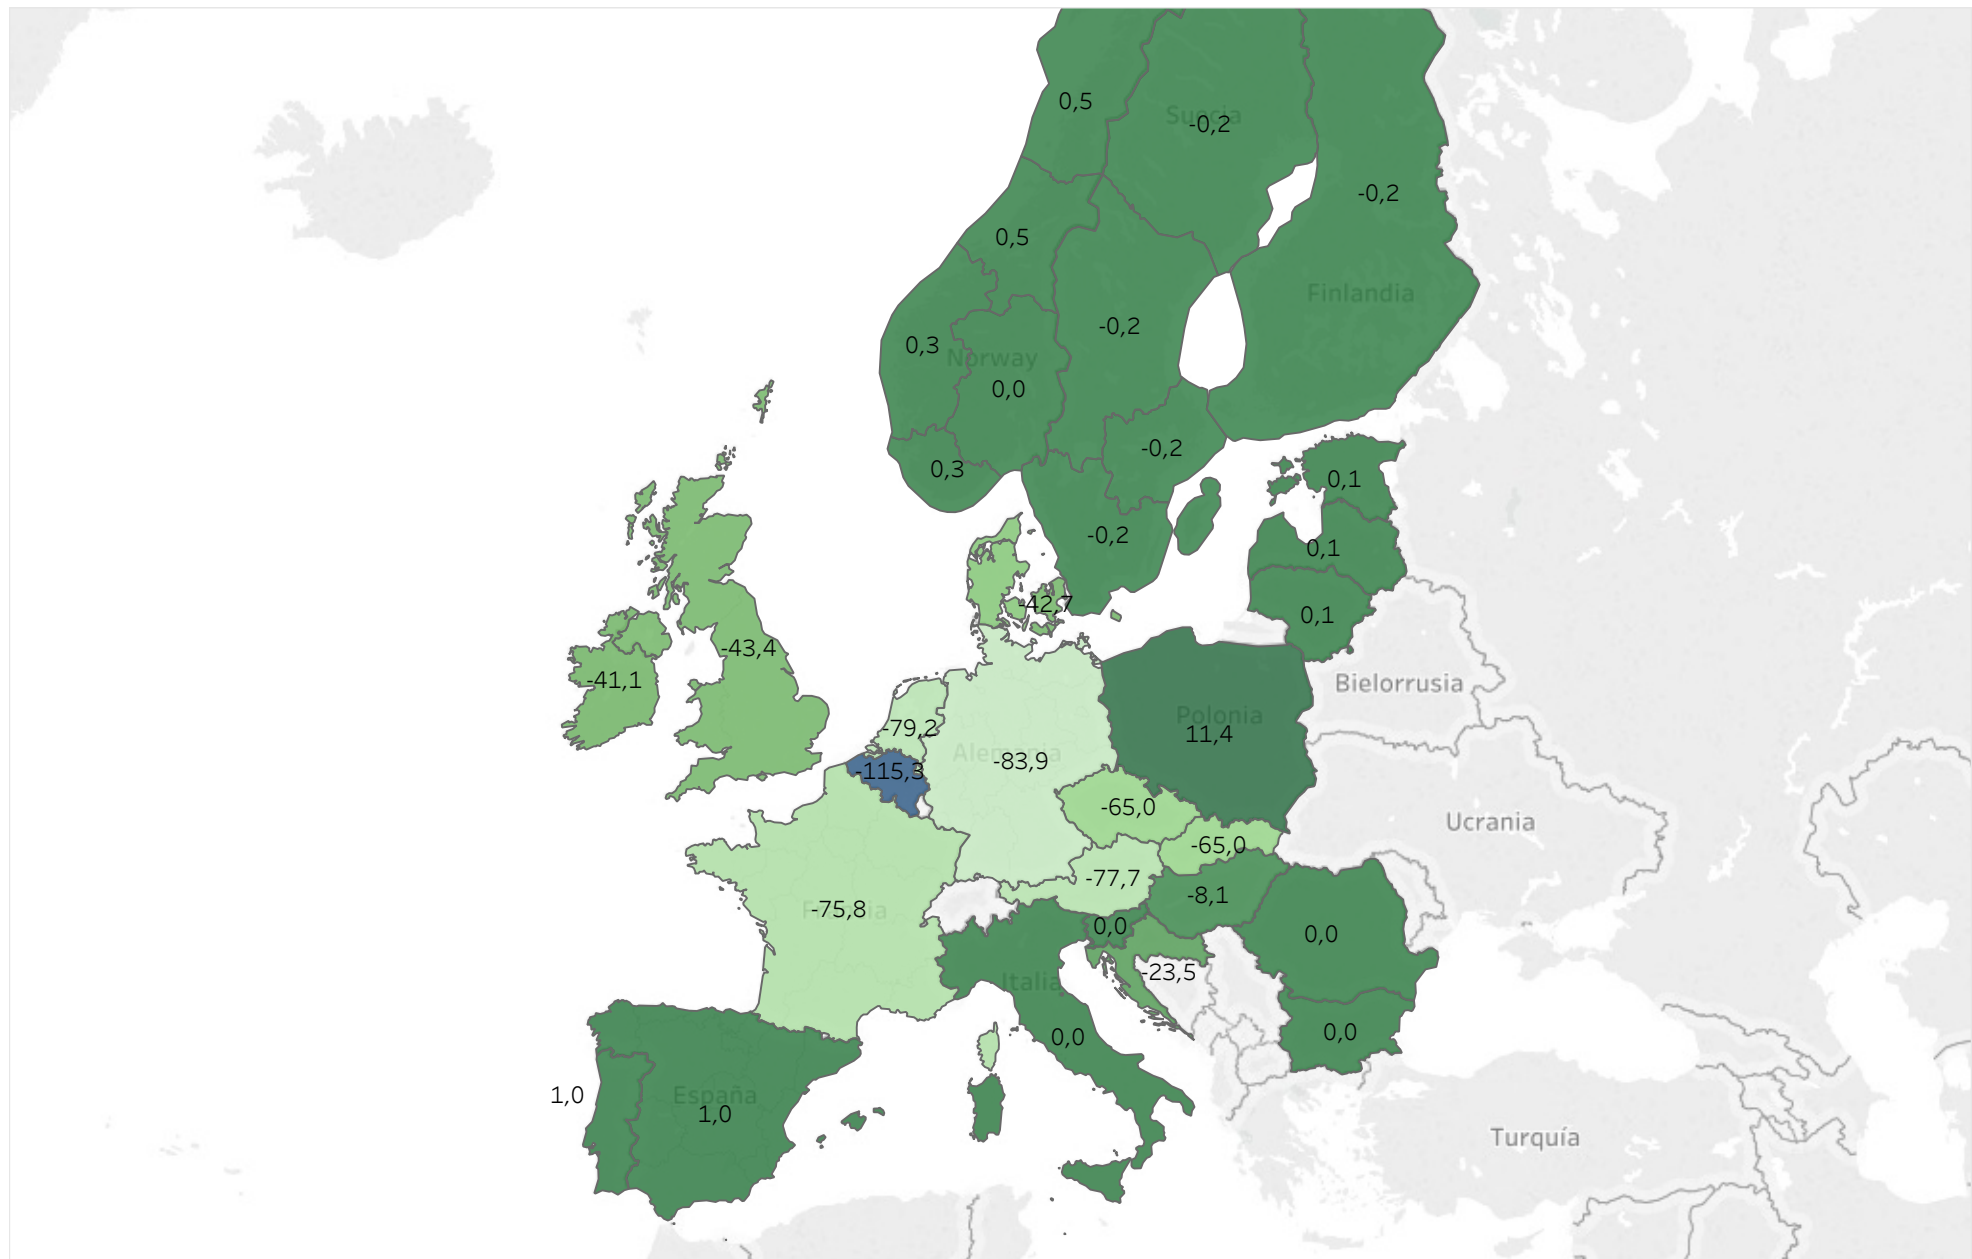 0,5
Suecia
-0,2
-0,2
0,5
Finlandia
-0,2
0,3
Norway
0,0
-0,2
0,3
0,1
-0,2
0,1
-42,7
0,1
-43,4
-41,1
Bielorrusia
Polonia
11,4
-79,2
Alemania
-83,9
-115,3
-65,0
Ucrania
-65,0
-77,7
-8,1
Francia
-75,8
0,0
0,0
-23,5
Italia
0,0
0,0
1,0
España
1,0
Turquía